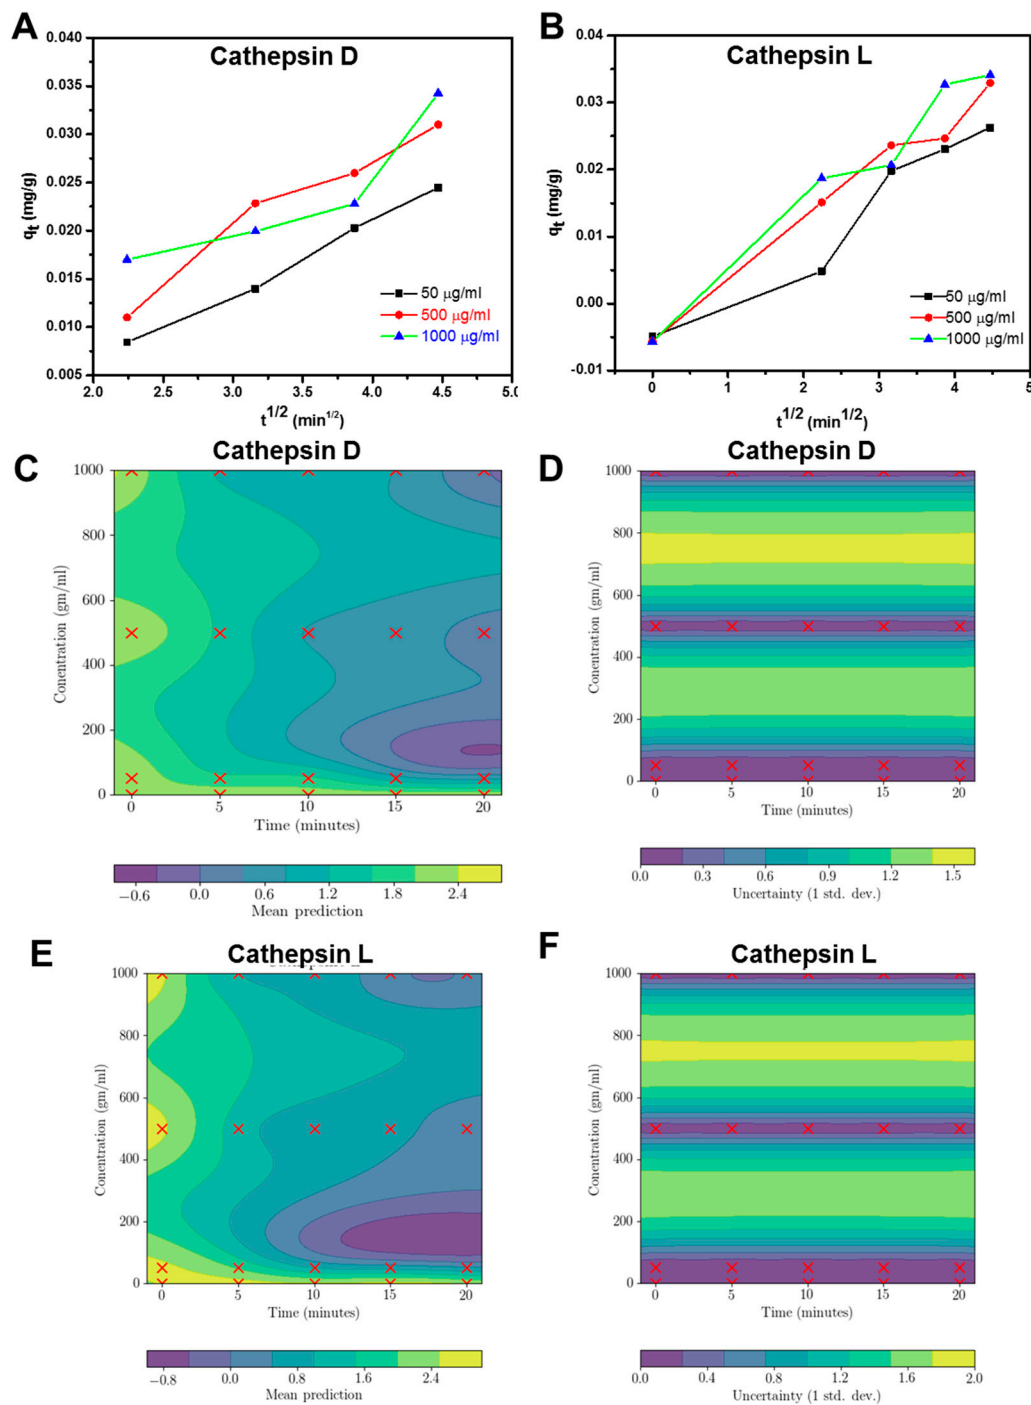 A
Cathepsin D
0.040
0.035
0.030
0.025
0.020
0.015
0.010
0.005
qt (mg/g)
50 μg/ml
500 μg/ml
1000 μg/ml
2.0 2.5 3.0 3.5 4.0 4.5 5.0
t1/2 (min1/2)
B
Cathepsin L
0.04
0.03
0.02
0.01
0.00
-0.01
qt (mg/g)
50 μg/ml
500 μg/ml
1000 μg/ml
0 1 2 3 4 5
t1/2 (min1/2)
C
Cathepsin D
1000
800
600
400
200
0
Conentration (gm/ml)
0 5 10 15 20
Time (minutes)
−0.6 0.0 0.6 1.2 1.8 2.4
Mean prediction
D
Cathepsin D
1000
800
600
400
200
0
Conentration (gm/ml)
0 5 10 15 20
Time (minutes)
0.0 0.3 0.6 0.9 1.2 1.5
Uncertainty (1 std. dev.)
E
Cathepsin L
1000
800
600
400
200
0
Conentration (gm/ml)
0 5 10 15 20
Time (minutes)
−0.8 0.0 0.8 1.6 2.4
Mean prediction
F
Cathepsin L
1000
800
600
400
200
0
Conentration (gm/ml)
0 5 10 15 20
Time (minutes)
0.0 0.4 0.8 1.2 1.6 2.0
Uncertainty (1 std. dev.)